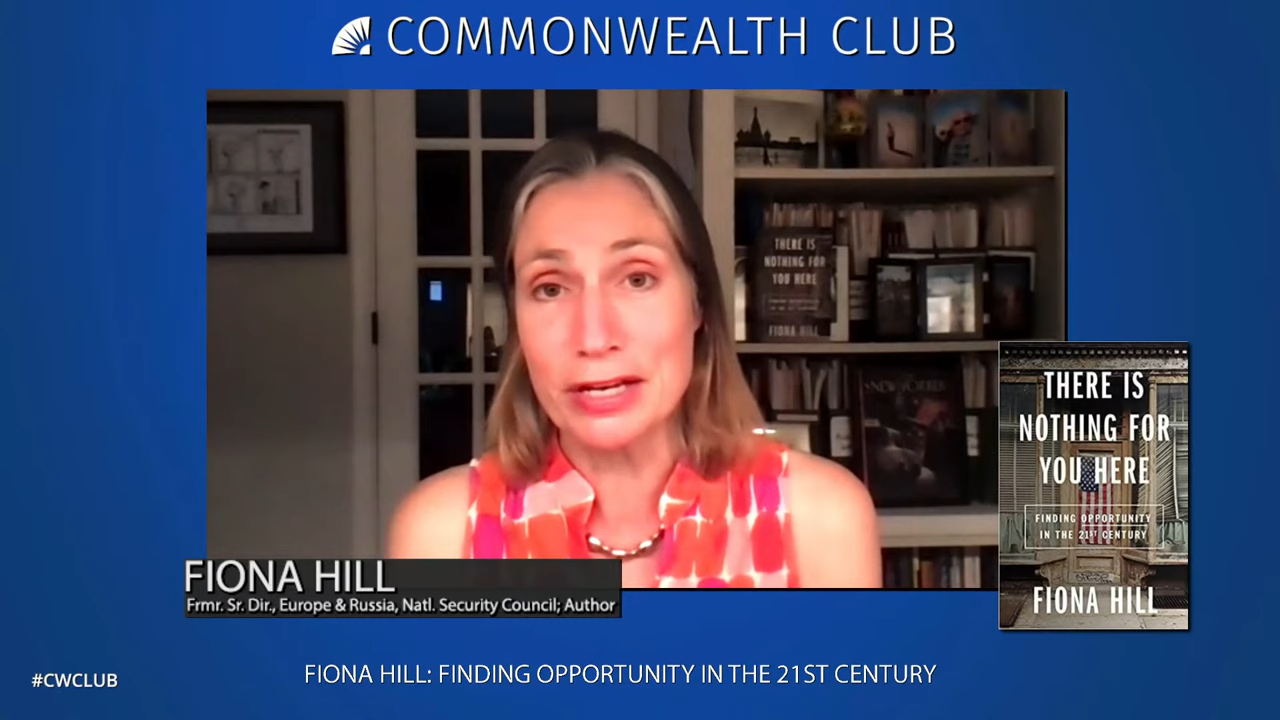 COMMONWEALTH CLUB
THERE IS
NOTHING FOR
YOU HERE
FIONA HILL
NEW YORKER
THERE IS
NOTHING FOR
YOU HERE
FINDING OPPORTUNITY
IN THE 21ST CENTURY
FIONA HILL
FIONA HILL
Frmr. Sr. Dir., Europe & Russia, Natl. Security Council; Author
#CWCLUB
FIONA HILL: FINDING OPPORTUNITY IN THE 21ST CENTURY